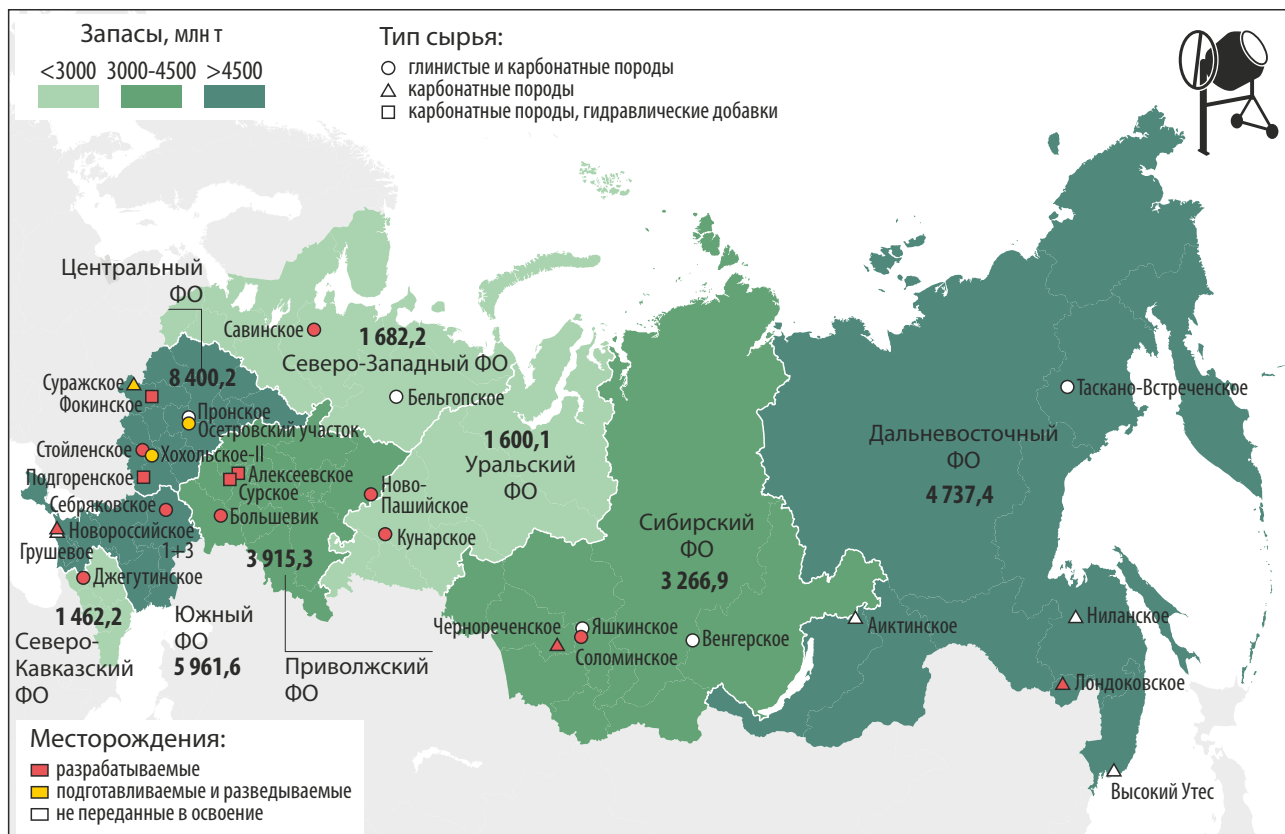 Запасы, млн т
<3000 3000-4500 >4500
Тип сырья:
глинистые и карбонатные породы
карбонатные породы
карбонатные породы, гидравлические добавки
Центральный
ФО
8 400,2
Савинское
1 682,2
Северо-Западный ФО
Бельгопское
Суражское
Фокинское
Пронское
Осетровский участок
Стойленское
Хохольское-II
Подгоренское
Алексеевское
Сурское
Большевик
Себряковское
Новороссийское
1+3
Грушевое
Джегутинское
1 462,2
Северо-
Кавказский
ФО
Южный
ФО
5 961,6
3 915,3
Приволжский
ФО
Ново-
Пашийское
Кунарское
1 600,1
Уральский
ФО
Сибирский
ФО
3 266,9
Чернореченское
Яшкинское
Соломинское
Венгерское
Дальневосточный
ФО
4 737,4
Таскано-Встреченское
Аиктинское
Ниланское
Лондоковское
Высокий Утес
Месторождения:
разрабатываемые
подготавливаемые и разведываемые
не переданные в освоение